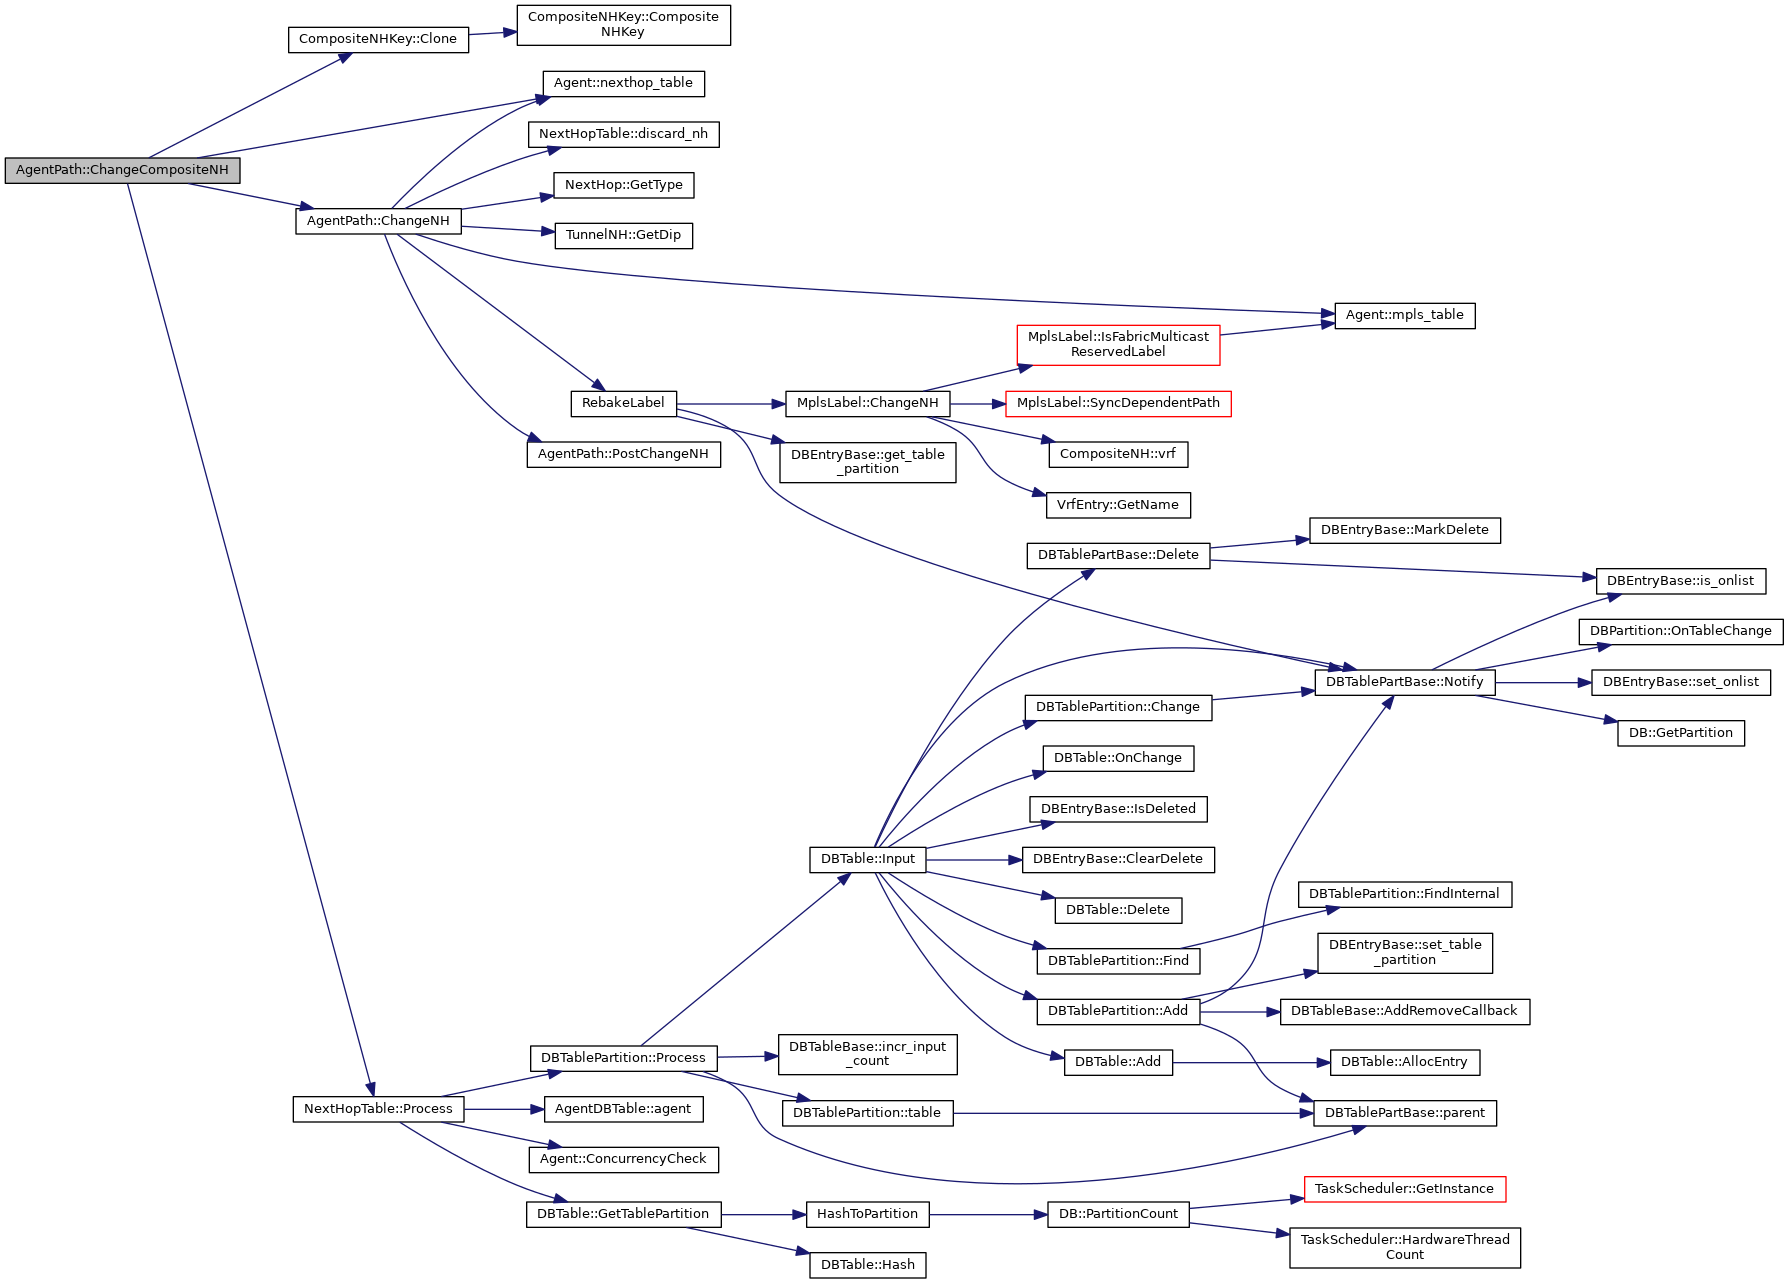 CompositeNHKey::Composite
NHKey
CompositeNHKey::Clone
Agent::nexthop_table
NextHopTable::discard_nh
AgentPath::ChangeCompositeNH
NextHop::GetType
AgentPath::ChangeNH
TunnelNH::GetDip
Agent::mpls_table
MplsLabel::IsFabricMulticast
ReservedLabel
RebakeLabel
MplsLabel::ChangeNH
MplsLabel::SyncDependentPath
AgentPath::PostChangeNH
DBEntryBase::get_table
_partition
CompositeNH::vrf
VrfEntry::GetName
DBEntryBase::MarkDelete
DBTablePartBase::Delete
DBEntryBase::is_onlist
DBPartition::OnTableChange
DBTablePartBase::Notify
DBEntryBase::set_onlist
DBTablePartition::Change
DB::GetPartition
DBTable::OnChange
DBEntryBase::IsDeleted
DBTable::Input
DBEntryBase::ClearDelete
DBTablePartition::FindInternal
DBTable::Delete
DBEntryBase::set_table
_partition
DBTablePartition::Find
DBTablePartition::Add
DBTableBase::AddRemoveCallback
DBTableBase::incr_input
_count
DBTablePartition::Process
DBTable::Add
DBTable::AllocEntry
NextHopTable::Process
AgentDBTable::agent
DBTablePartition::table
DBTablePartBase::parent
Agent::ConcurrencyCheck
TaskScheduler::GetInstance
DBTable::GetTablePartition
HashToPartition
DB::PartitionCount
TaskScheduler::HardwareThread
Count
DBTable::Hash